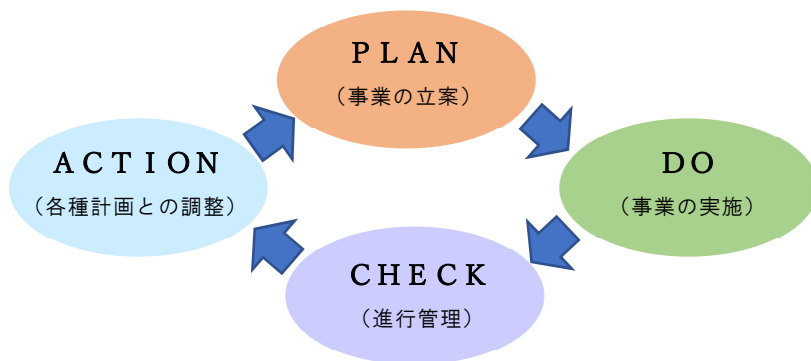 ＰＬＡＮ
（事業の立案）
ＤＯ
（事業の実施）
ＣＨＥＣＫ
（進行管理）
ＡＣＴＩＯＮ
（各種計画との調整）